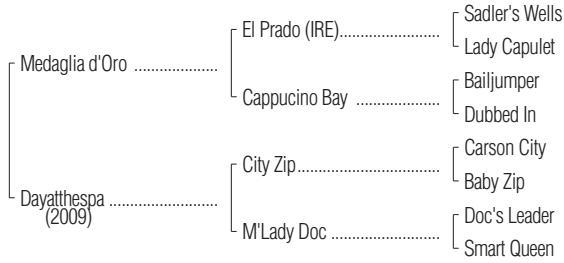 Sadler's Wells
El Prado (IRE)
Lady Capulet
Medaglia d'Oro
Bailjumper
Cappucino Bay
Dubbed In
Carson City
City Zip
Baby Zip
Dayatthespa
(2009)
Doc's Leader
M'Lady Doc
Smart Queen